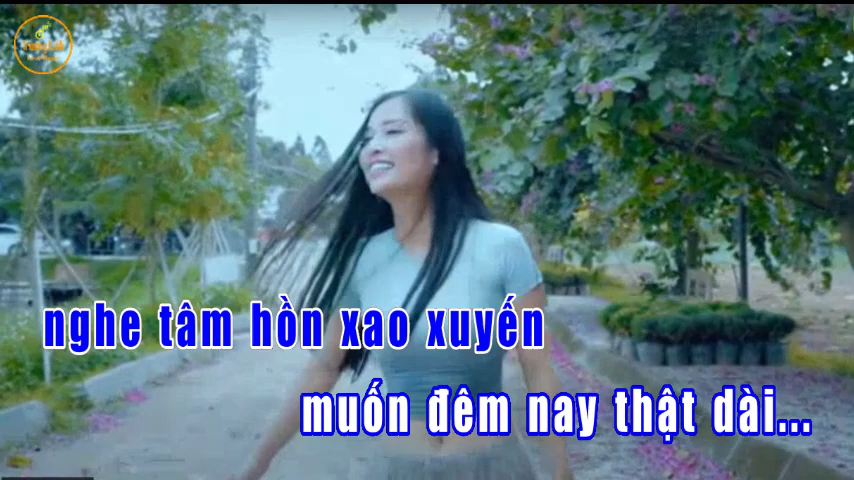 nghe tâm hồn xao xuyến
muốn đêm nay thật dài...